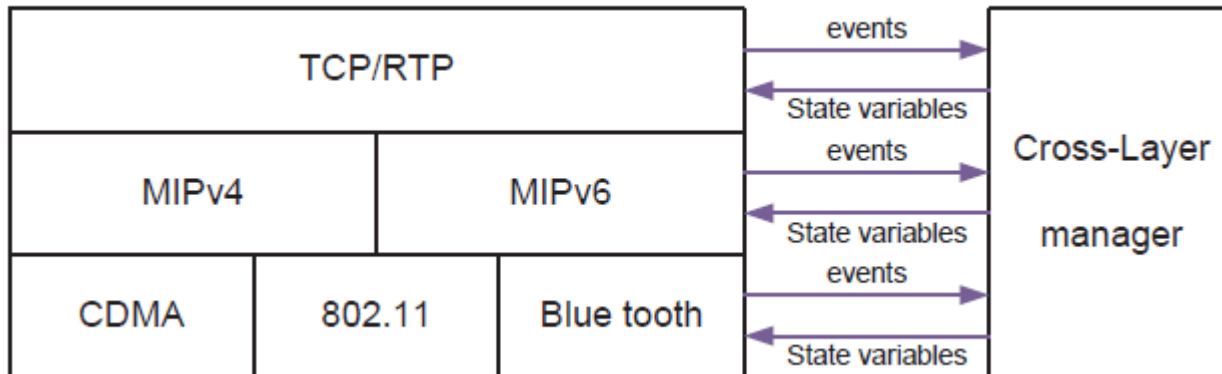 TCP/RTP
events
State variables
MIPv4
MIPv6
events
State variables
CDMA
802.11
Blue tooth
events
State variables
Cross-Layer
manager